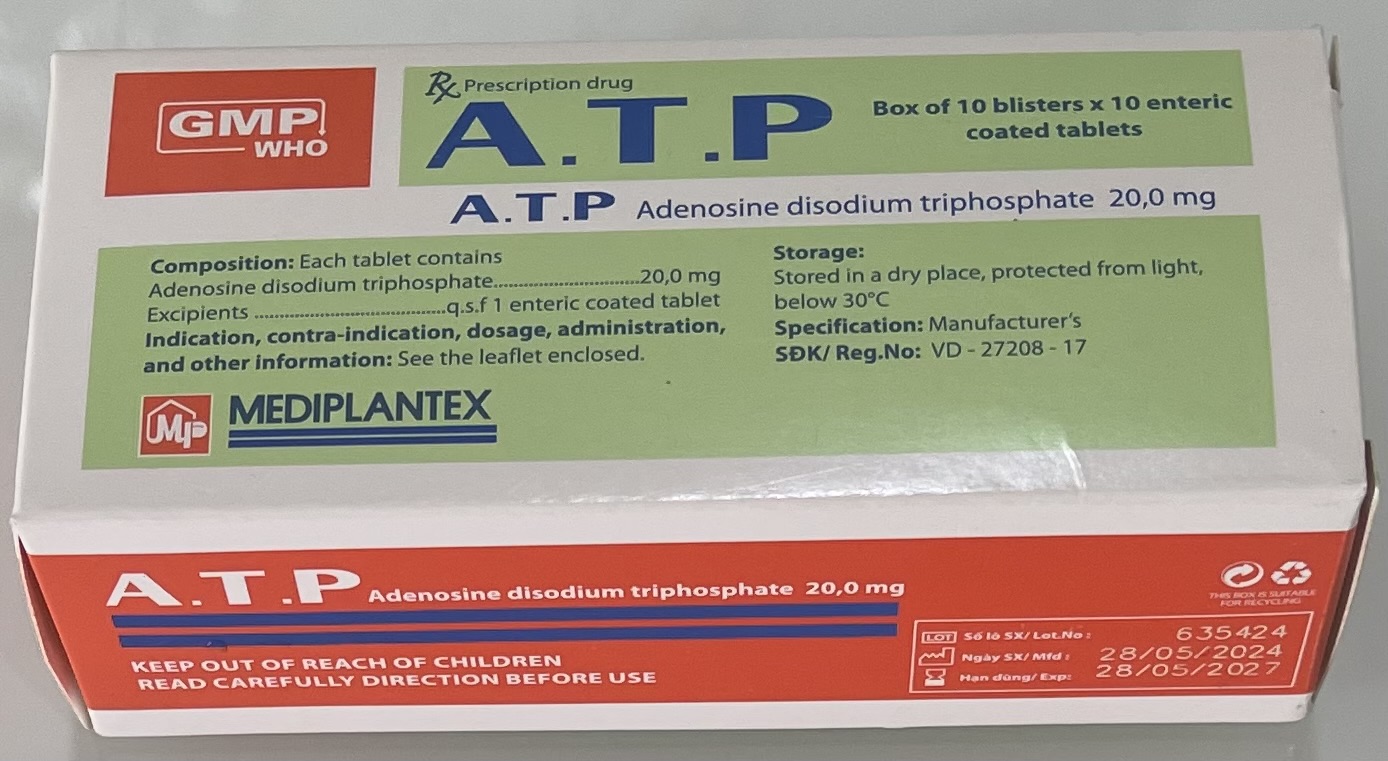 GMP
WHO
Rx Prescription drug
A.T.P
Box of 10 blisters x 10 enteric
coated tablets
A.T.P Adenosine disodium triphosphate 20,0 mg
Composition: Each tablet contains
Adenosine disodium triphosphate..............................20,0 mg
Excipients .......................................q.s.f 1 enteric coated tablet
Indication, contra-indication, dosage, administration,
and other information: See the leaflet enclosed.
Storage:
Stored in a dry place, protected from light,
below 30°C
Specification: Manufacturer's
SĐK/ Reg.No: VD - 27208 - 17
MP MEDIPLANTEX
A.T.P Adenosine disodium triphosphate 20,0 mg
KEEP OUT OF REACH OF CHILDREN
READ CAREFULLY DIRECTION BEFORE USE
THIS BOX IS SUITABLE
FOR RECYCLING
LOT Số lô SX/ Lot.No : 635424
Ngày SX/ Mfd : 28/05/2024
Hạn dùng/ Exp: 28/05/2027